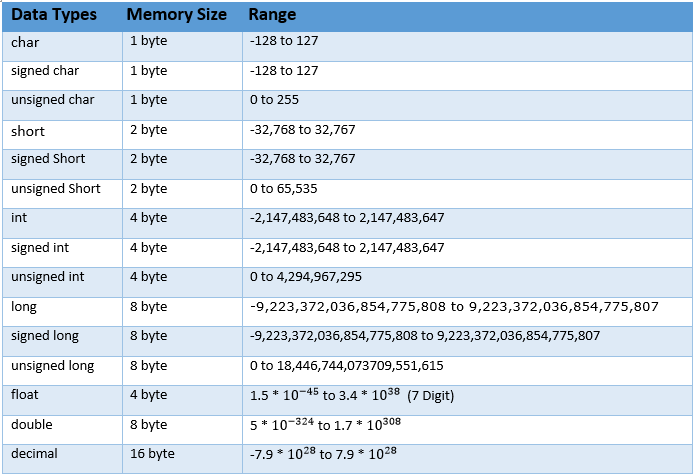 Data Types Memory Size Range
char 1 byte -128 to 127
signed char 1 byte -128 to 127
unsigned char 1 byte 0 to 255
short 2 byte -32,768 to 32,767
signed Short 2 byte -32,768 to 32,767
unsigned Short 2 byte 0 to 65,535
int 4 byte -2,147,483,648 to 2,147,483,647
signed int 4 byte -2,147,483,648 to 2,147,483,647
unsigned int 4 byte 0 to 4,294,967,295
long 8 byte -9,223,372,036,854,775,808 to 9,223,372,036,854,775,807
signed long 8 byte -9,223,372,036,854,775,808 to 9,223,372,036,854,775,807
unsigned long 8 byte 0 to 18,446,744,073709,551,615
float 4 byte 1.5 * 10⁻⁴⁵ to 3.4 * 10³⁸ (7 Digit)
double 8 byte 5 * 10⁻³²⁴ to 1.7 * 10³⁰⁸
decimal 16 byte -7.9 * 10²⁸ to 7.9 * 10²⁸